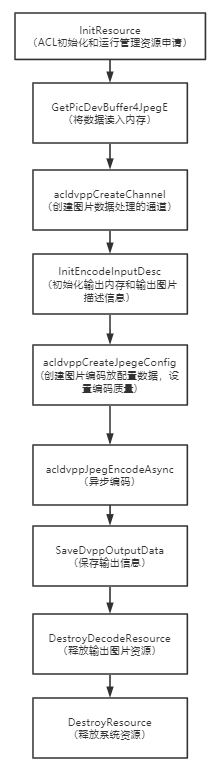 InitResource
(ACL初始化和运行管理资源申请)
GetPicDevBuffer4JpegE
(将数据读入内存)
acldvppCreateChannel
(创建图片数据处理的通道)
InitEncodeInputDesc
(初始化输出内存和输出图片
描述信息)
acldvppCreateJpegeConfig
(创建图片编码放配置数据，设
置编码质量)
acldvppJpegEncodeAsync
(异步编码)
SaveDvppOutputData
(保存输出信息)
DestroyDecodeResource
(释放输出图片资源)
DestroyResource
(释放系统资源)